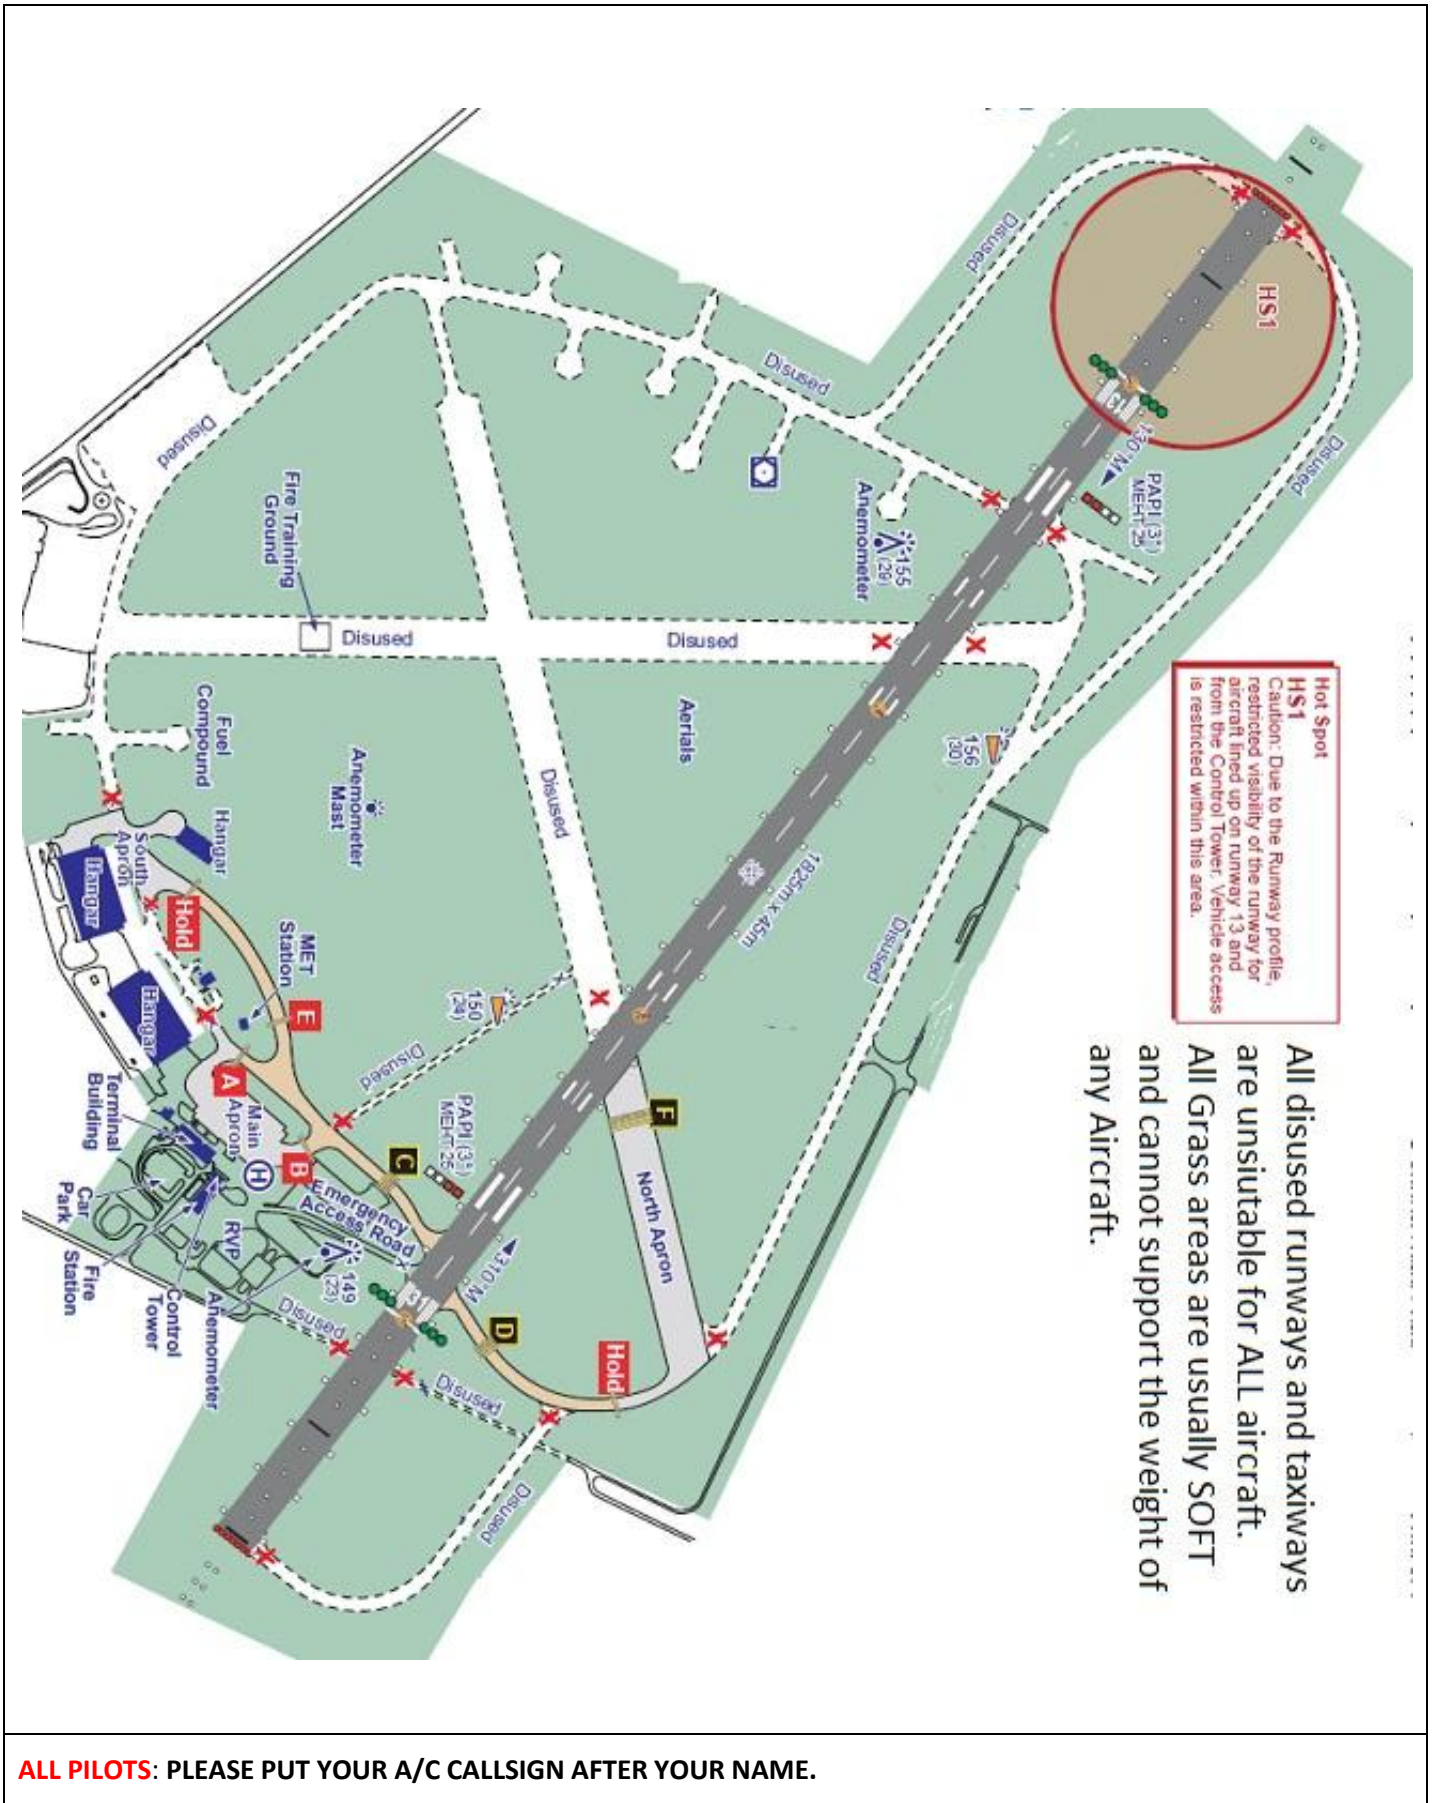 Hot Spot
HS1
Caution: Due to the Runway profile,
restricted visibility of the runway for
aircraft lined up on runway 13 and
from the Control Tower. Vehicle access
is restricted within this area.
All disused runways and taxiways
are unsiutable for ALL aircraft.
All Grass areas are usually SOFT
and cannot support the weight of
any Aircraft.
HS1
Disused
Disused
Disused
13
130°M
PAPI (3°)
MEHT 25
155
(29)
Anemometer
Disused
Fire Training
Ground
Disused
Disused
Aerials
156
(30)
Fuel
Compound
Anemometer
Mast
Disused
1825m x 45m
Disused
Hangar
South
Apron
Hangar
Hold
MET
Station
E
150
(24)
Hangar
A
Disused
Terminal
Building
Main
Apron
H
B
C
PAPI (3°)
MEHT 25
F
North Apron
Emergency
Access Road
Car
Park
Fire
Station
RVP
Control
Tower
Anemometer
149
(23)
310°M
31
D
Hold
Disused
Disused
Disused
ALL PILOTS: PLEASE PUT YOUR A/C CALLSIGN AFTER YOUR NAME.